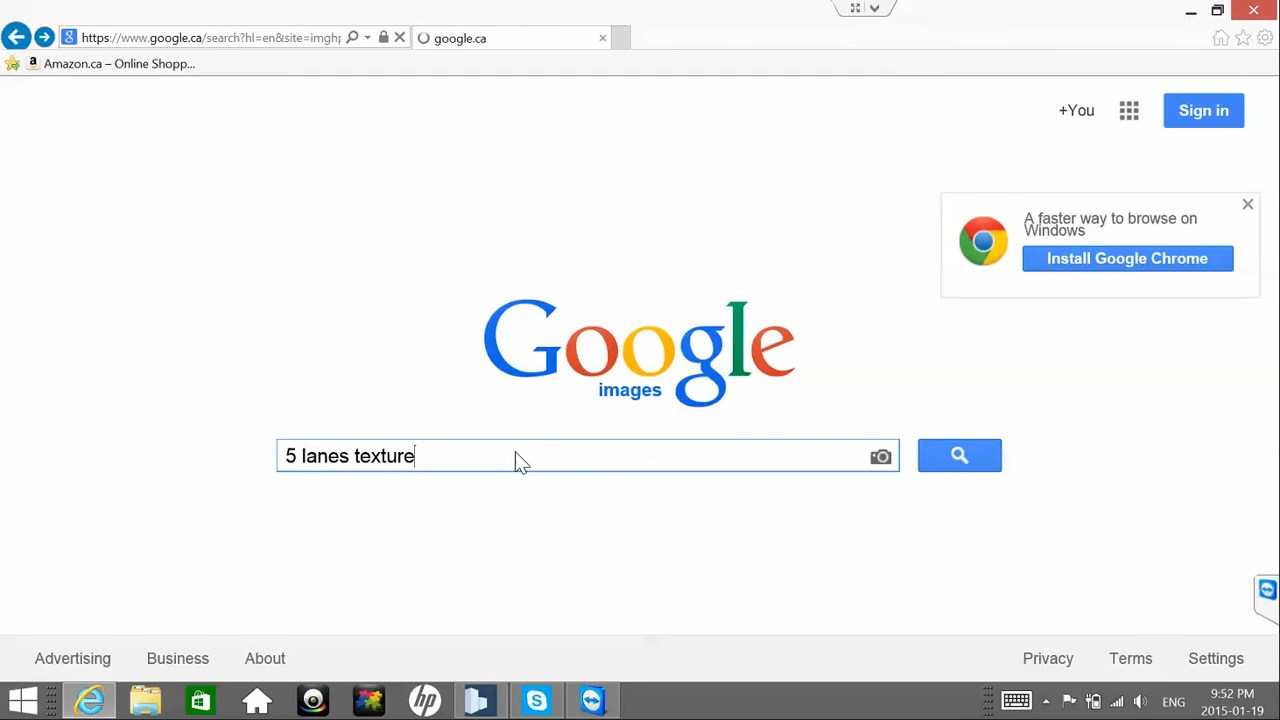 https://www.google.ca/search?hl=en&site=imghp
google.ca
Amazon.ca – Online Shopp...
+You
Sign in
A faster way to browse on
Windows
Install Google Chrome
Google
images
5 lanes texture
Advertising
Business
About
Privacy
Terms
Settings
hp
ENG
9:52 PM
2015-01-19